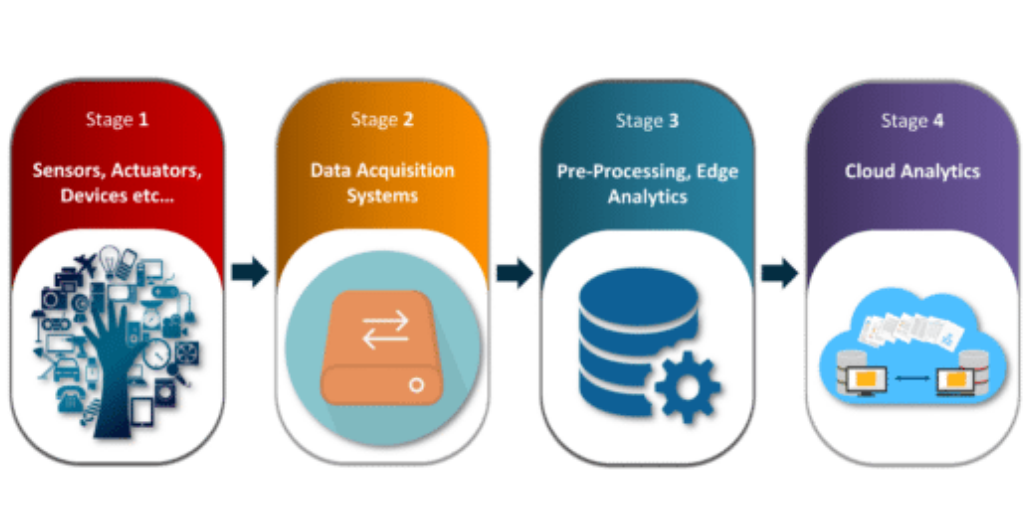 Stage 1
Sensors, Actuators,
Devices etc...
Stage 2
Data Acquisition
Systems
Stage 3
Pre-Processing, Edge
Analytics
Stage 4
Cloud Analytics